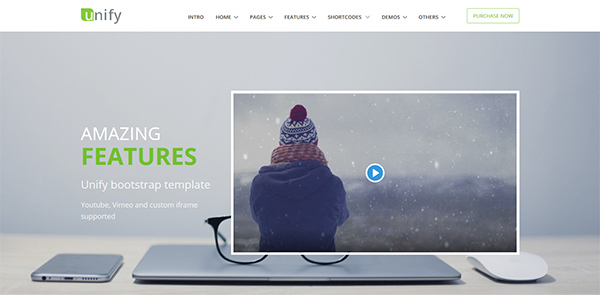 unify
INTRO HOME PAGES FEATURES SHORTCODES DEMOS OTHERS PURCHASE NOW
AMAZING
FEATURES
Unify bootstrap template
Youtube, Vimeo and custom iframe
supported